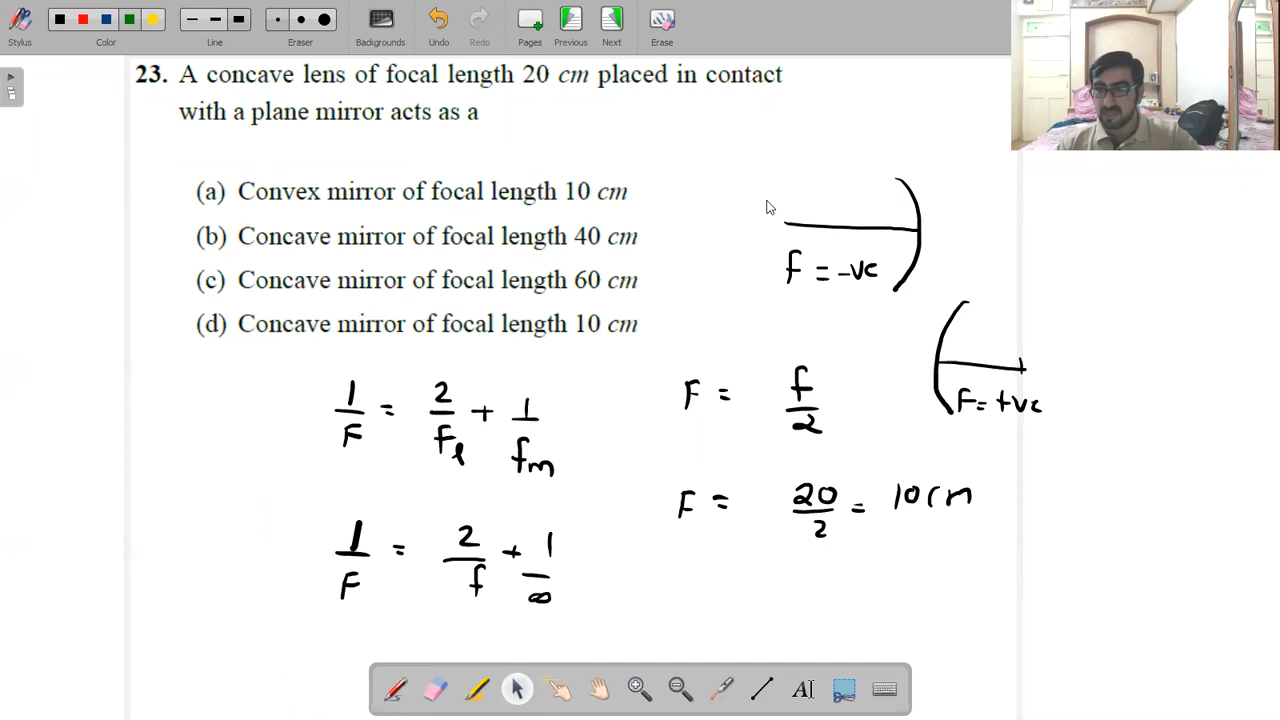 Stylus
Color
Line
Eraser
Backgrounds
Undo
Redo
Pages
Previous
Next
Erase
23. A concave lens of focal length 20 cm placed in contact
with a plane mirror acts as a
(a) Convex mirror of focal length 10 cm
(b) Concave mirror of focal length 40 cm
(c) Concave mirror of focal length 60 cm
(d) Concave mirror of focal length 10 cm
f = -ve
F = +ve
1/F = 2/Fl + 1/fm
F = f/2
F = 20/2 = 10cm
1/F = 2/f + 1/∞
AI